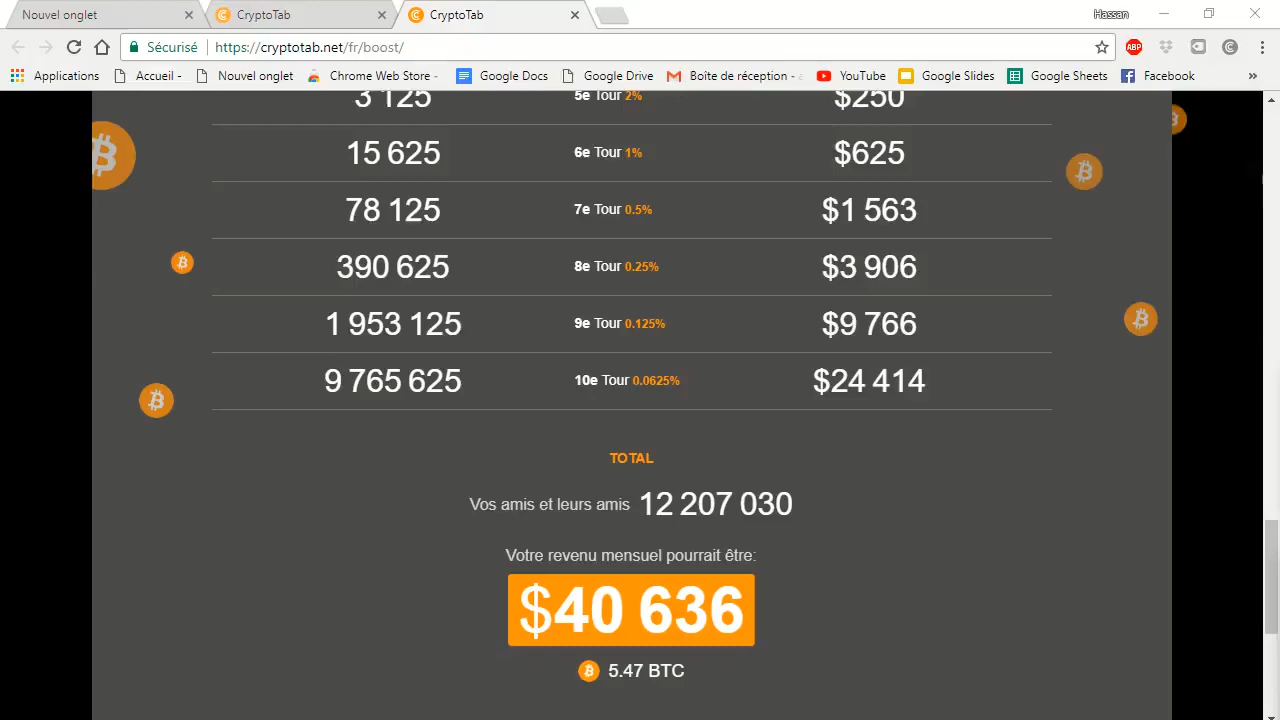 Nouvel onglet
CryptoTab
CryptoTab
Hassan
Sécurisé
https://cryptotab.net/fr/boost/
ABP
Applications
Accueil -
Nouvel onglet
Chrome Web Store -
Google Docs
Google Drive
Boîte de réception - a
YouTube
Google Slides
Google Sheets
Facebook
»
3 125 5e Tour 2% $250
15 625 6e Tour 1% $625
78 125 7e Tour 0.5% $1 563
390 625 8e Tour 0.25% $3 906
1 953 125 9e Tour 0.125% $9 766
9 765 625 10e Tour 0.0625% $24 414
TOTAL
Vos amis et leurs amis 12 207 030
Votre revenu mensuel pourrait être:
$40 636
5.47 BTC